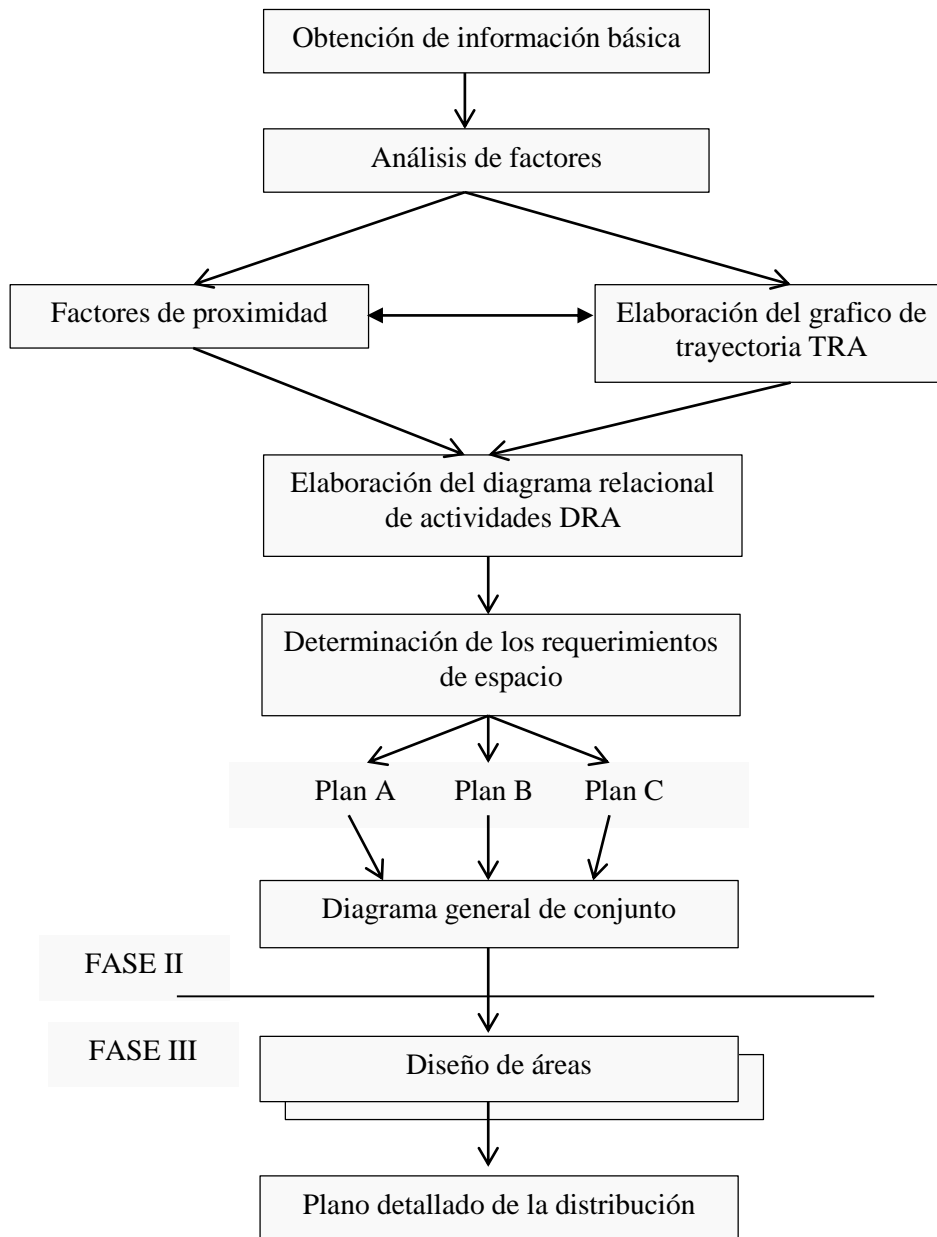 Obtención de información básica
Análisis de factores
Factores de proximidad
Elaboración del grafico de
trayectoria TRA
Elaboración del diagrama relacional
de actividades DRA
Determinación de los requerimientos
de espacio
Plan A Plan B Plan C
Diagrama general de conjunto
FASE II
FASE III
Diseño de áreas
Plano detallado de la distribución